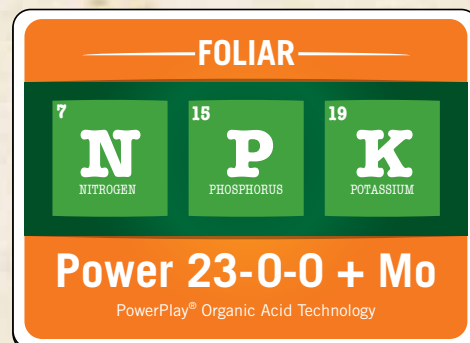 FOLIAR
7 15 19
N P K
NITROGEN PHOSPHORUS POTASSIUM
Power 23-0-0 + Mo
PowerPlay® Organic Acid Technology